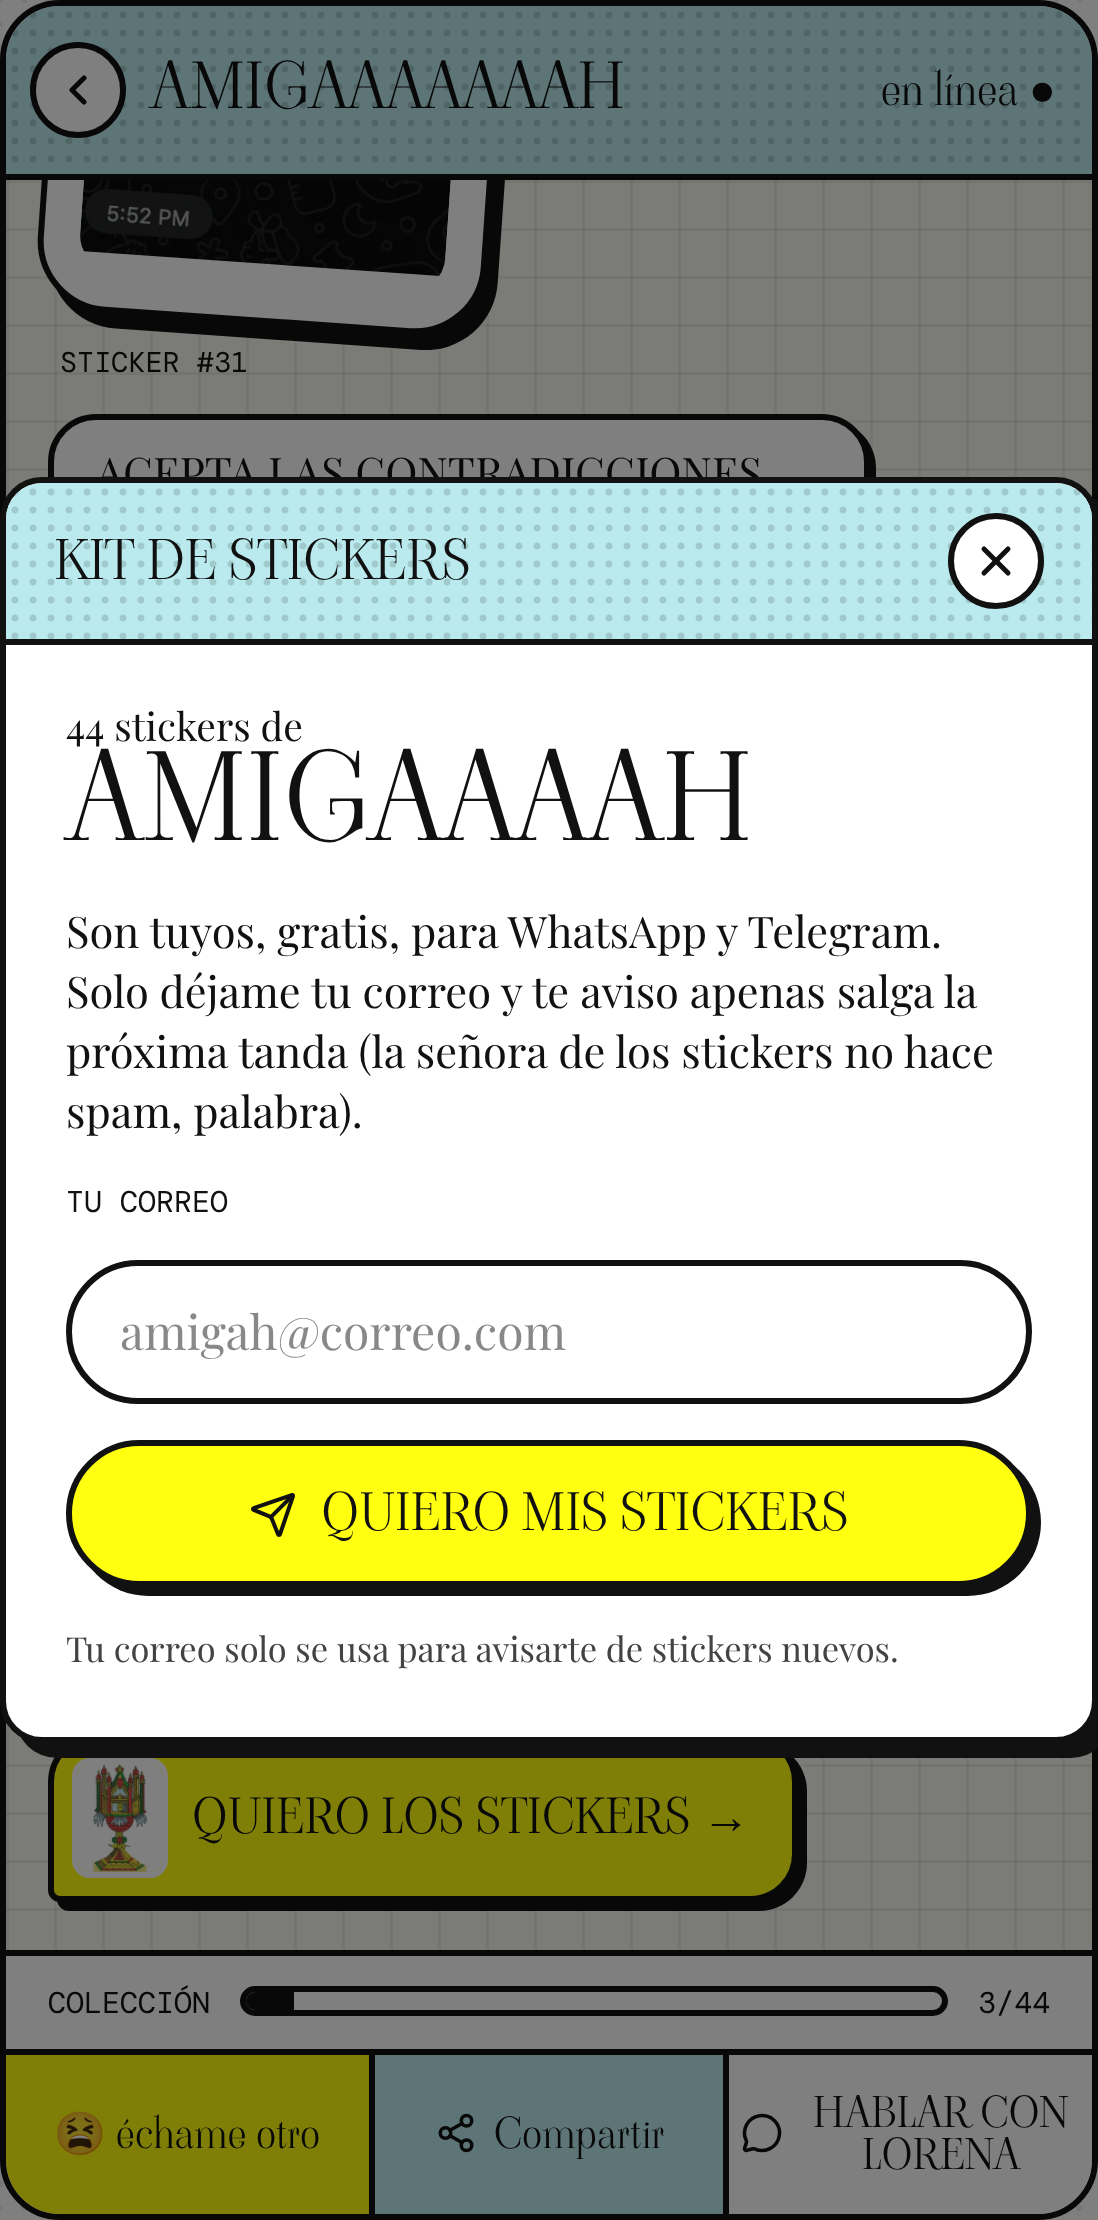 AMIGAAAAAAAH
en línea
5:52 PM
STICKER #31
ACEPTA LAS CONTRADICCIONES
KIT DE STICKERS
44 stickers de
AMIGAAAAH
Son tuyos, gratis, para WhatsApp y Telegram.
Solo déjame tu correo y te aviso apenas salga la
próxima tanda (la señora de los stickers no hace
spam, palabra).
TU CORREO
amigah@correo.com
QUIERO MIS STICKERS
Tu correo solo se usa para avisarte de stickers nuevos.
QUIERO LOS STICKERS →
COLECCIÓN 3/44
échame otro
Compartir
HABLAR CON
LORENA